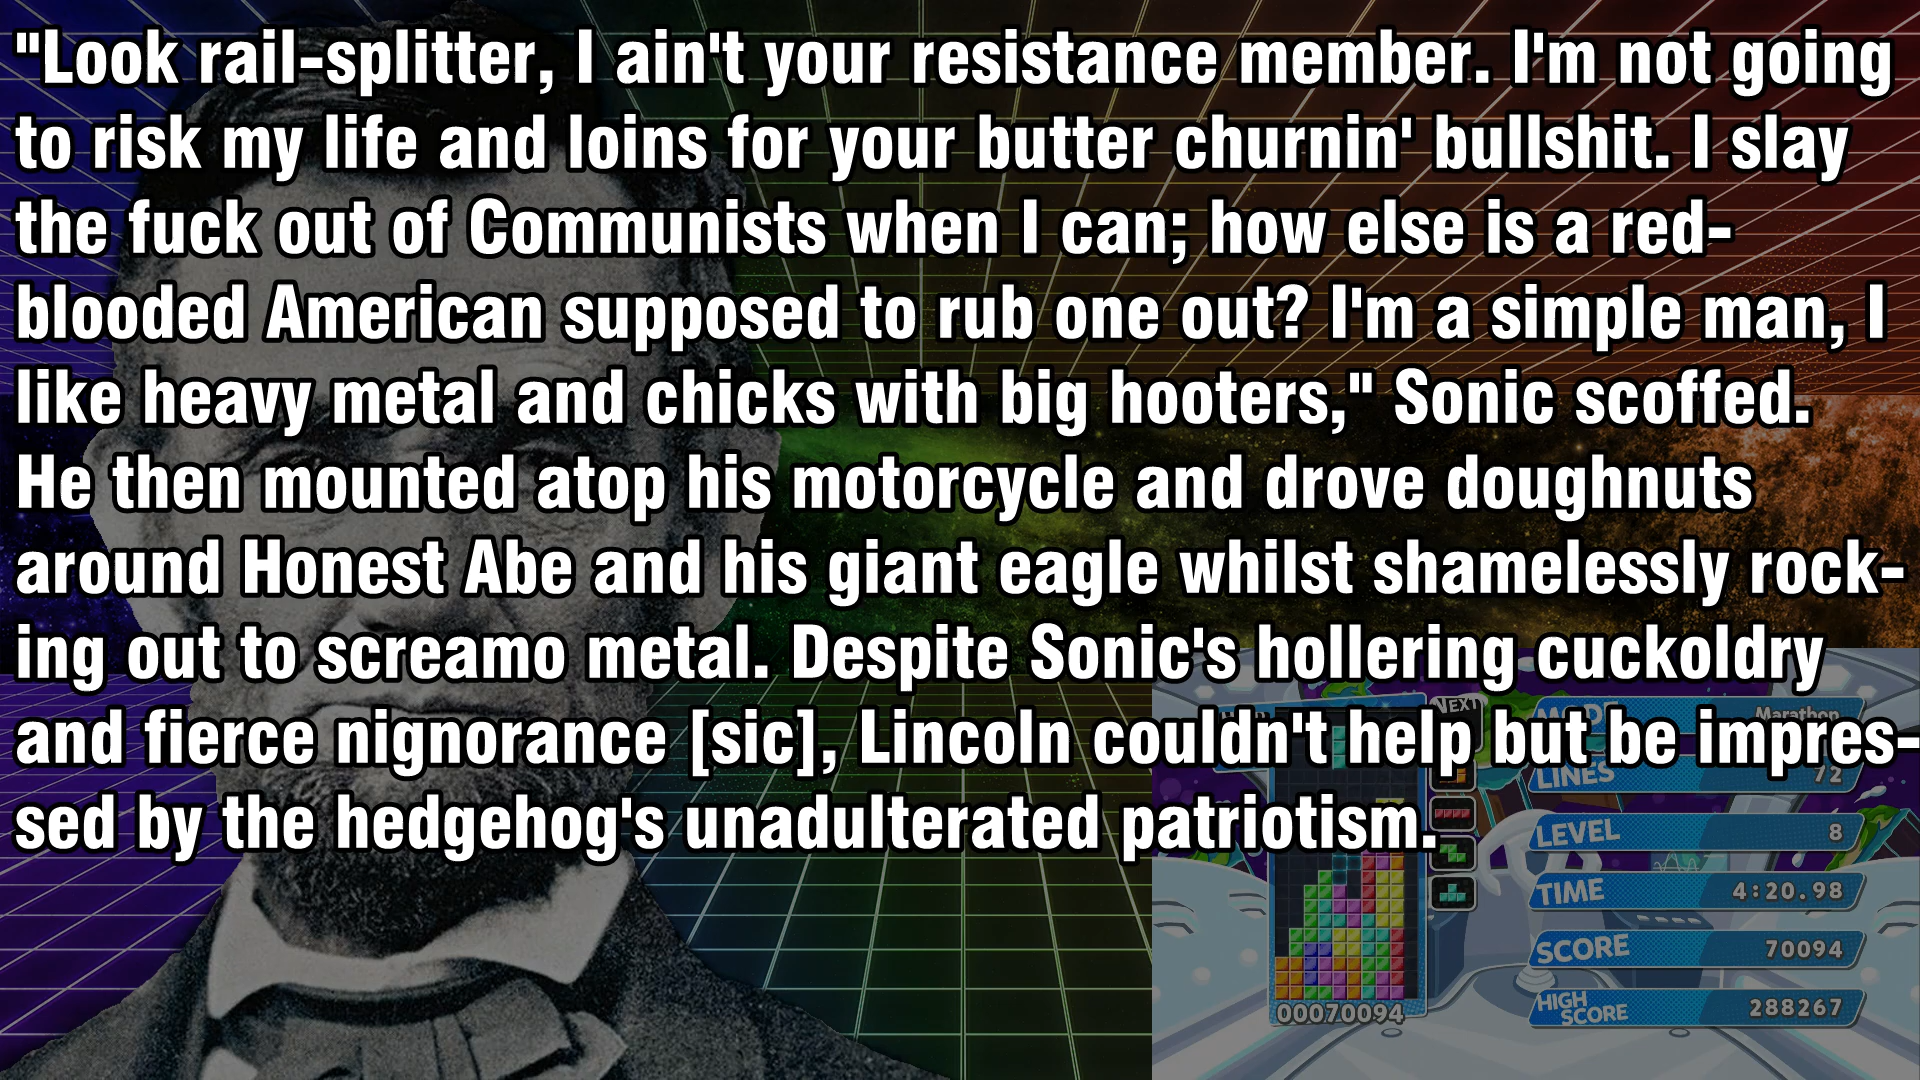 "Look rail-splitter, I ain't your resistance member. I'm not going
to risk my life and loins for your butter churnin' bullshit. I slay
the fuck out of Communists when I can; how else is a red-
blooded American supposed to rub one out? I'm a simple man, I
like heavy metal and chicks with big hooters," Sonic scoffed.
He then mounted atop his motorcycle and drove doughnuts
around Honest Abe and his giant eagle whilst shamelessly rock-
ing out to screamo metal. Despite Sonic's hollering cuckoldry
and fierce nignorance [sic], Lincoln couldn't help but be impres-
sed by the hedgehog's unadulterated patriotism.
NEXT
MODE Marathon
LINES 72
LEVEL 8
TIME 4:20.98
SCORE 70094
HIGH SCORE 288267
00070094